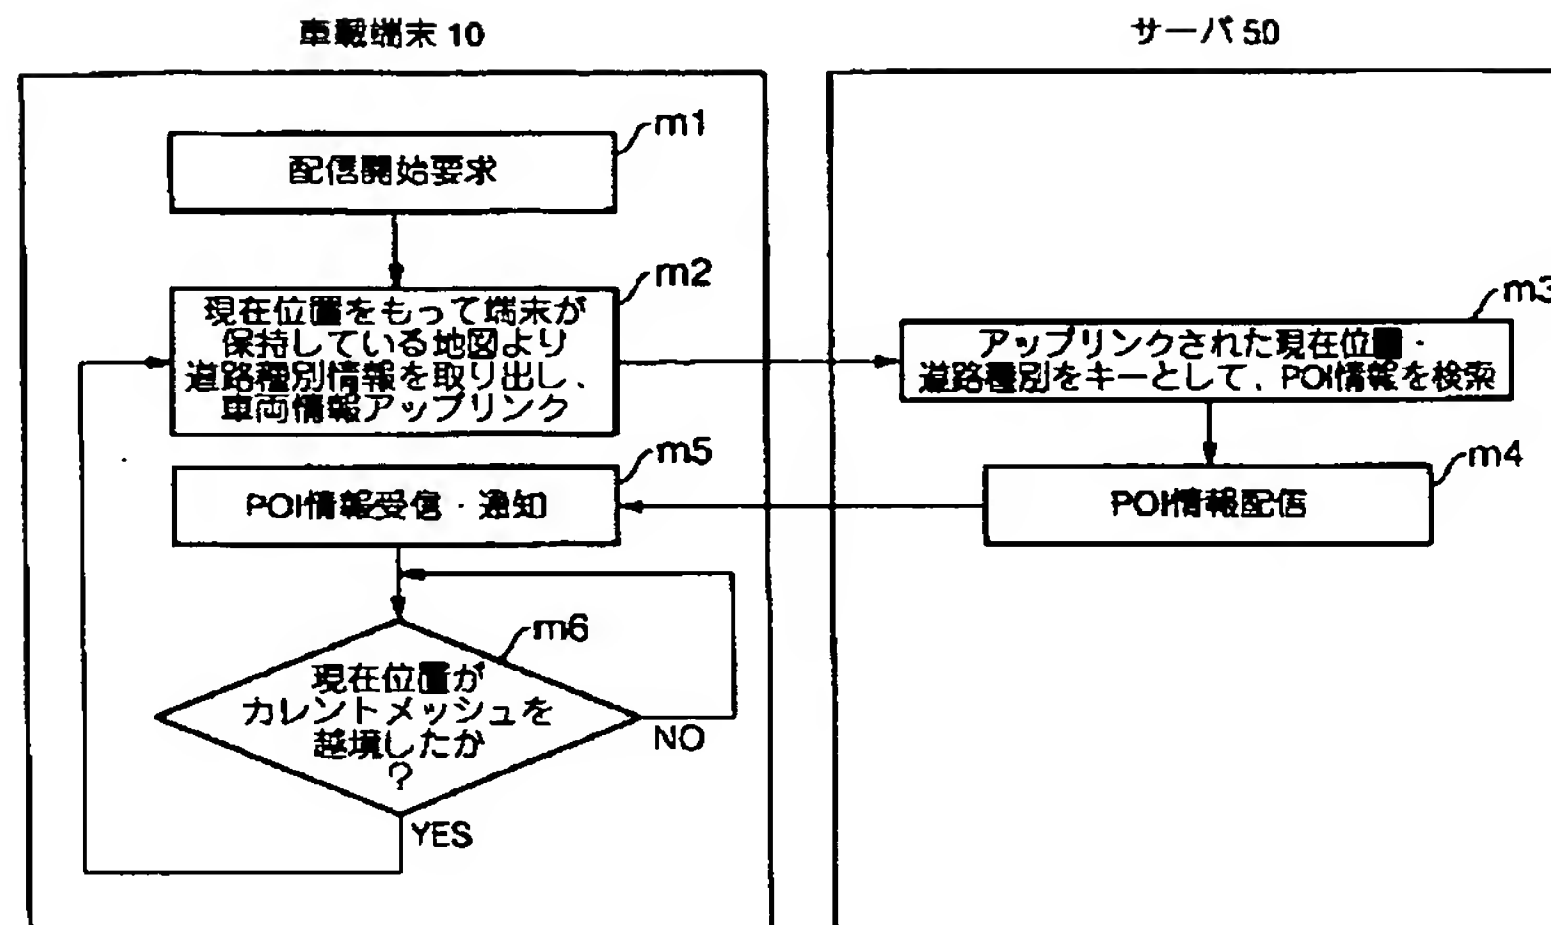 車載端末 10
サーバ 50
m1
配信開始要求
m2
現在位置をもって端末が
保持している地図より
道路種別情報を取り出し、
車両情報アップリンク
m3
アップリンクされた現在位置・
道路種別をキーとして、POI情報を検索
m5
POI情報受信・通知
m4
POI情報配信
m6
現在位置が
カレントメッシュを
越境したか
?
NO
YES